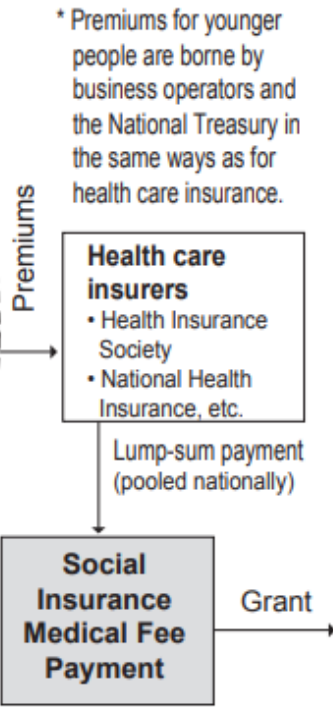 * Premiums for younger
people are borne by
business operators and
the National Treasury in
the same ways as for
health care insurance.
Premiums
Health care
insurers
• Health Insurance
Society
• National Health
Insurance, etc.
Lump-sum payment
(pooled nationally)
Social
Insurance
Medical Fee
Payment
Grant